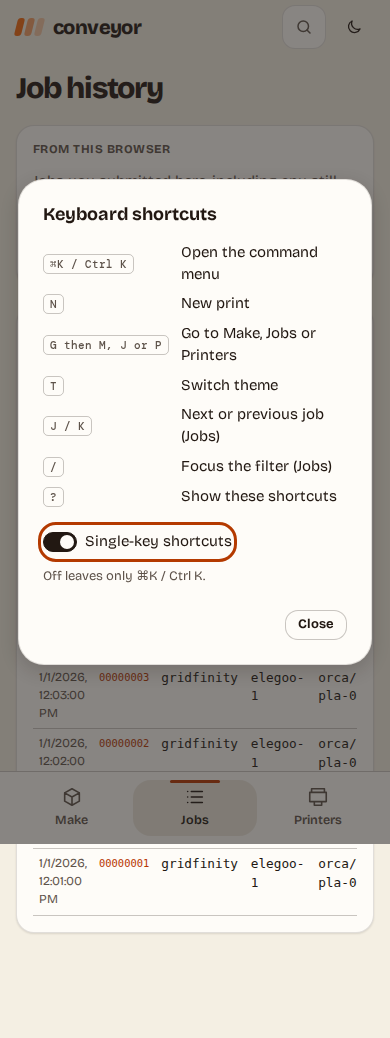 conveyor
Job history
FROM THIS BROWSER
Keyboard shortcuts
⌘K / Ctrl K
Open the command
menu
N
New print
G then M, J or P
Go to Make, Jobs or
Printers
T
Switch theme
J / K
Next or previous job
(Jobs)
/
Focus the filter (Jobs)
?
Show these shortcuts
Single-key shortcuts
Off leaves only ⌘K / Ctrl K.
Close
1/1/2026, 00000003 gridfinity elegoo- orca/
12:03:00 1 pla-0
PM
1/1/2026, 00000002 gridfinity elegoo- orca/
12:02:00 1 pla-0
Make Jobs Printers
1/1/2026, 00000001 gridfinity elegoo- orca/
12:01:00 1 pla-0
PM